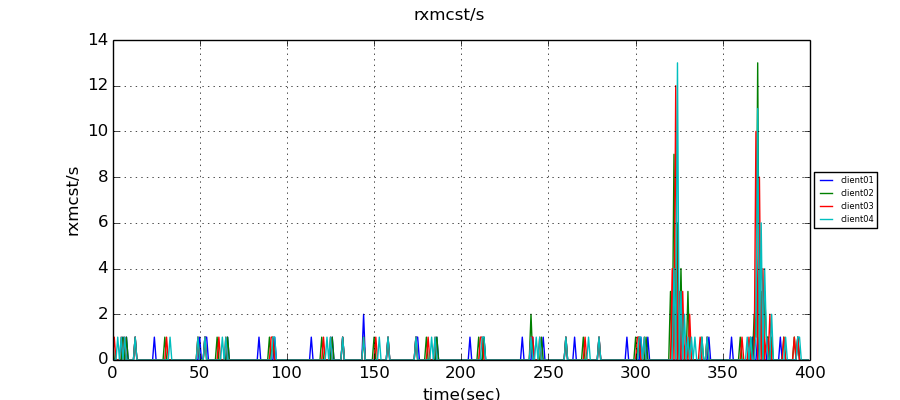 rxmcst/s
14
12
10
8
6
4
2
0
rxmcst/s
0 50 100 150 200 250 300 350 400
time(sec)
client01
client02
client03
client04